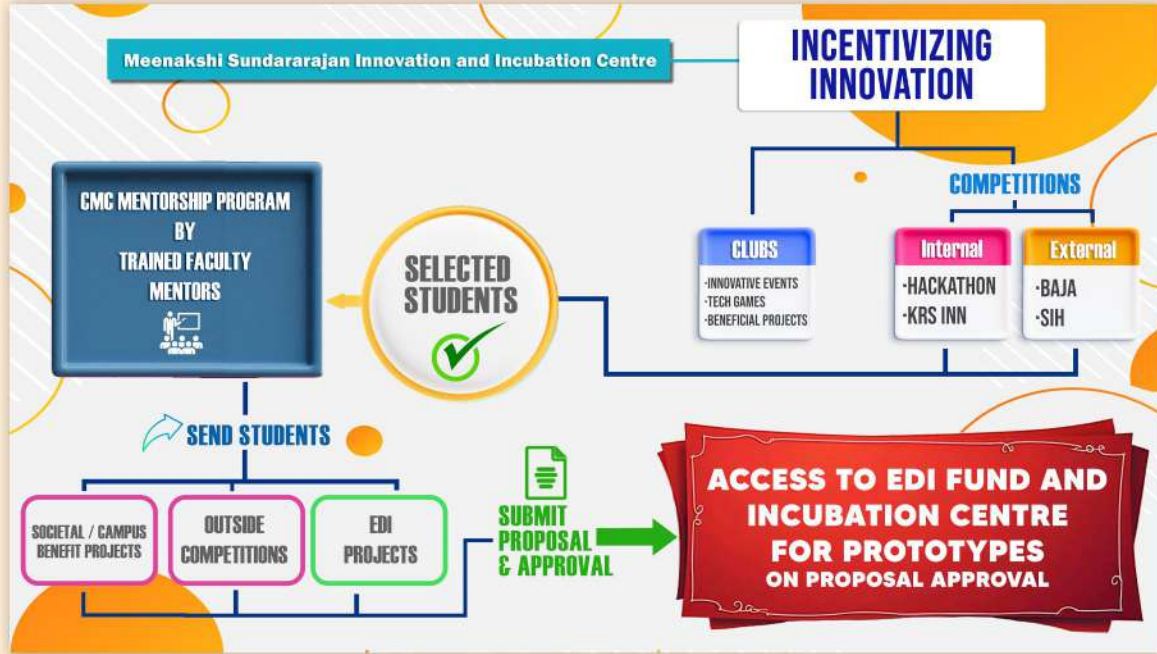 Meenakshi Sundararajan Innovation and Incubation Centre
INCENTIVIZING
INNOVATION
COMPETITIONS
CLUBS
-INNOVATIVE EVENTS
-TECH GAMES
-BENEFICIAL PROJECTS
Internal
-HACKATHON
-KRS INN
External
-BAJA
-SIH
SELECTED
STUDENTS
CMC MENTORSHIP PROGRAM
BY
TRAINED FACULTY
MENTORS
SEND STUDENTS
SOCIETAL / CAMPUS
BENEFIT PROJECTS
OUTSIDE
COMPETITIONS
EDI
PROJECTS
SUBMIT
PROPOSAL
& APPROVAL
ACCESS TO EDI FUND AND
INCUBATION CENTRE
FOR PROTOTYPES
ON PROPOSAL APPROVAL